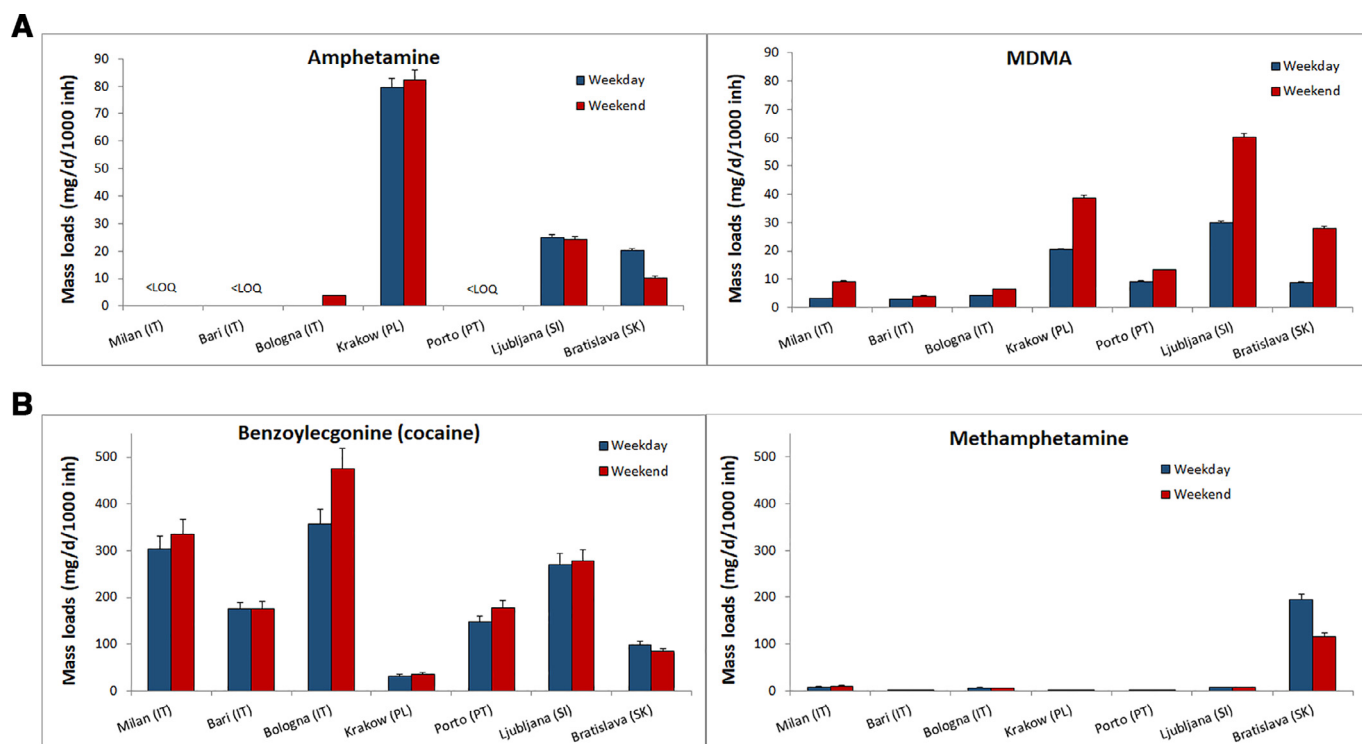 A
Amphetamine
Mass loads (mg/d/1000 inh)
90
80
70
60
50
40
30
20
10
0
Weekday
Weekend
<LOQ
<LOQ
<LOQ
Milan (IT)
Bari (IT)
Bologna (IT)
Krakow (PL)
Porto (PT)
Ljubljana (SI)
Bratislava (SK)
MDMA
Mass loads (mg/d/1000 inh)
90
80
70
60
50
40
30
20
10
0
Weekday
Weekend
Milan (IT)
Bari (IT)
Bologna (IT)
Krakow (PL)
Porto (PT)
Ljubljana (SI)
Bratislava (SK)
B
Benzoylecgonine (cocaine)
Mass loads (mg/d/1000 inh)
500
400
300
200
100
0
Weekday
Weekend
Milan (IT)
Bari (IT)
Bologna (IT)
Krakow (PL)
Porto (PT)
Ljubljana (SI)
Bratislava (SK)
Methamphetamine
Mass loads (mg/d/1000 inh)
500
400
300
200
100
0
Weekday
Weekend
Milan (IT)
Bari (IT)
Bologna (IT)
Krakow (PL)
Porto (PT)
Ljubljana (SI)
Bratislava (SK)